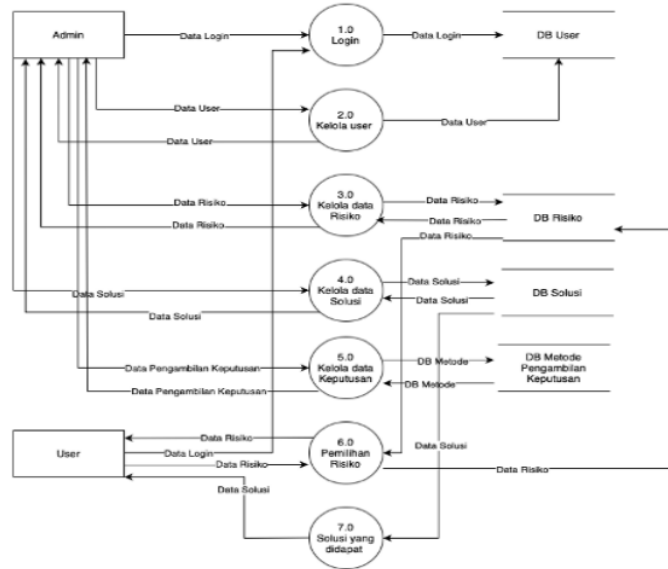 Admin
Data Login
1.0
Login
Data Login
DB User
Data User
2.0
Kelola user
Data User
Data User
Data Risiko
3.0
Kelola data
Risiko
Data Risiko
Data Risiko
Data Risiko
Data Risiko
DB Risiko
Data Solusi
4.0
Kelola data
Solusi
Data Solusi
Data Solusi
Data Solusi
DB Solusi
Data Pengambilan Keputusan
5.0
Kelola data
Keputusan
Data Pengambilan Keputusan
DB Metode
DB Metode
DB Metode
Pengambilan
Keputusan
User
Data Risiko
Data Login
Data Risiko
6.0
Pemilihan
Risiko
Data Solusi
Data Risiko
Data Solusi
7.0
Solusi yang
didapat